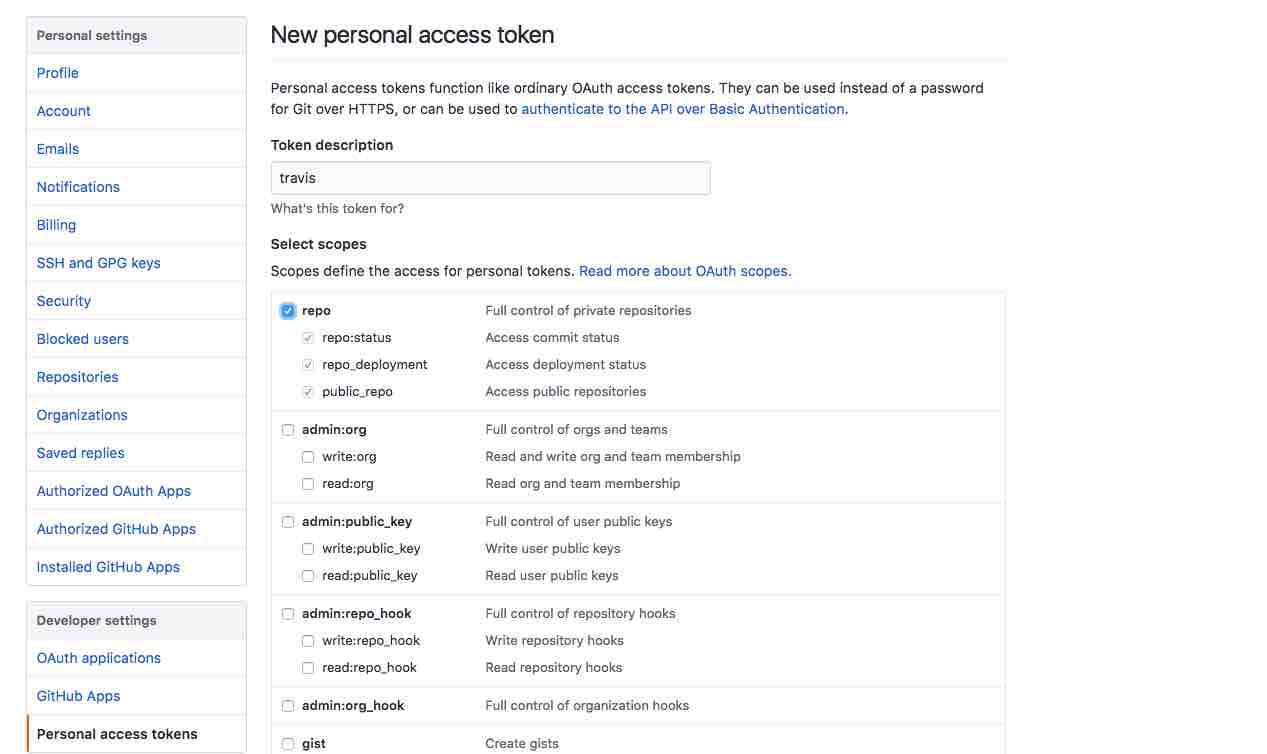 Personal settings
Profile
Account
Emails
Notifications
Billing
SSH and GPG keys
Security
Blocked users
Repositories
Organizations
Saved replies
Authorized OAuth Apps
Authorized GitHub Apps
Installed GitHub Apps
Developer settings
OAuth applications
GitHub Apps
Personal access tokens
New personal access token
Personal access tokens function like ordinary OAuth access tokens. They can be used instead of a password
for Git over HTTPS, or can be used to authenticate to the API over Basic Authentication.
Token description
travis
What's this token for?
Select scopes
Scopes define the access for personal tokens. Read more about OAuth scopes.
repo Full control of private repositories
repo:status Access commit status
repo_deployment Access deployment status
public_repo Access public repositories
admin:org Full control of orgs and teams
write:org Read and write org and team membership
read:org Read org and team membership
admin:public_key Full control of user public keys
write:public_key Write user public keys
read:public_key Read user public keys
admin:repo_hook Full control of repository hooks
write:repo_hook Write repository hooks
read:repo_hook Read repository hooks
admin:org_hook Full control of organization hooks
gist Create gists